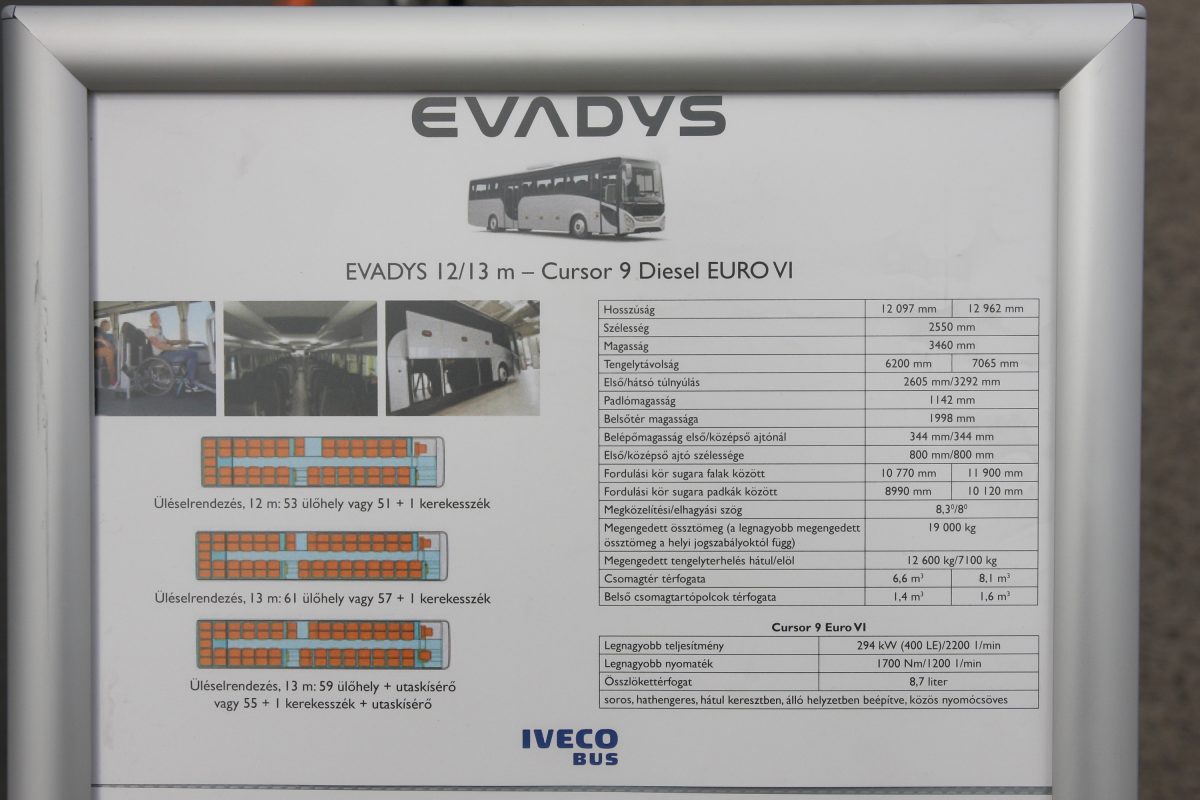 EVADYS
EVADYS 12/13 m – Cursor 9 Diesel EURO VI
Üléselrendezés, 12 m: 53 ülőhely vagy 51 + 1 kerekesszék
Üléselrendezés, 13 m: 61 ülőhely vagy 57 + 1 kerekesszék
Üléselrendezés, 13 m: 59 ülőhely + utaskísérő
vagy 55 + 1 kerekesszék + utaskísérő
Hosszúság 12 097 mm 12 962 mm
Szélesség 2550 mm
Magasság 3460 mm
Tengelytávolság 6200 mm 7065 mm
Első/hátsó túlnyúlás 2605 mm/3292 mm
Padlómagasság 1142 mm
Belsőtér magassága 1998 mm
Belépőmagasság első/középső ajtónál 344 mm/344 mm
Első/középső ajtó szélessége 800 mm/800 mm
Fordulási kör sugara falak között 10 770 mm 11 900 mm
Fordulási kör sugara padkák között 8990 mm 10 120 mm
Megközelítési/elhagyási szög 8,3⁰/8⁰
Megengedett össztömeg (a legnagyobb megengedett 19 000 kg
össztömeg a helyi jogszabályoktól függ)
Megengedett tengelyterhelés hátul/elöl 12 600 kg/7100 kg
Csomagtér térfogata 6,6 m³ 8,1 m³
Belső csomagtartópolcok térfogata 1,4 m³ 1,6 m³
Cursor 9 Euro VI
Legnagyobb teljesítmény 294 kW (400 LE)/2200 1/min
Legnagyobb nyomaték 1700 Nm/1200 1/min
Összlökettérfogat 8,7 liter
soros, hathengeres, hátul keresztben, álló helyzetben beépítve, közös nyomócsöves
IVECO
BUS